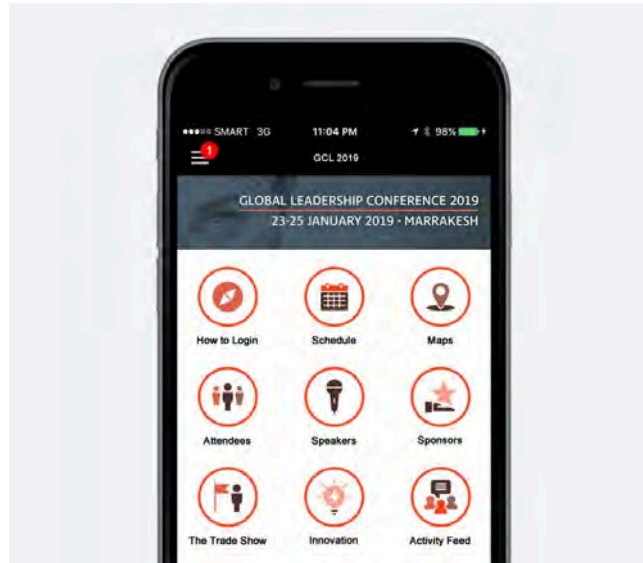 SMART 3G 11:04 PM 98%
1
GCL 2019
GLOBAL LEADERSHIP CONFERENCE 2019
23-25 JANUARY 2019 - MARRAKESH
How to Login Schedule Maps
Attendees Speakers Sponsors
The Trade Show Innovation Activity Feed